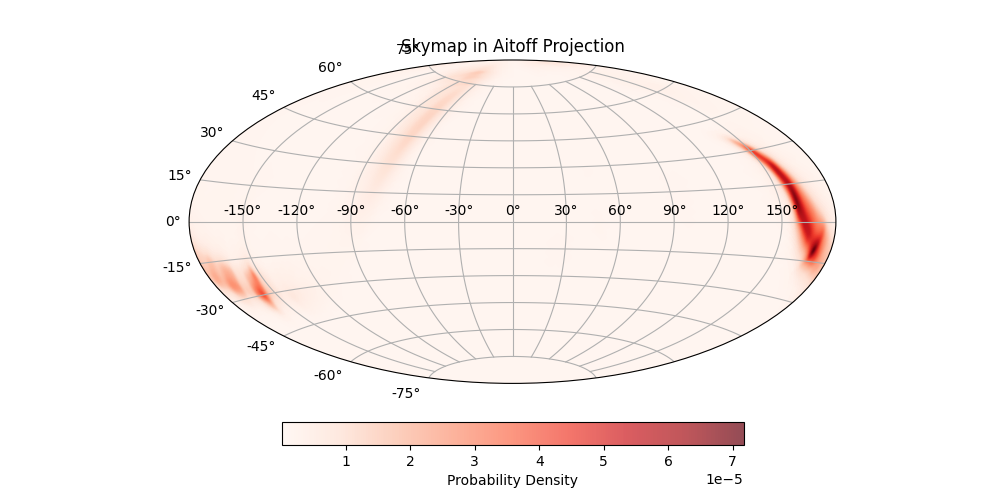 Skymap in Aitoff Projection
75°
60°
45°
30°
15°
0°
-150° -120° -90° -60° -30° 0° 30° 60° 90° 120° 150°
-15°
-30°
-45°
-60°
-75°
1 2 3 4 5 6 7
1e−5
Probability Density